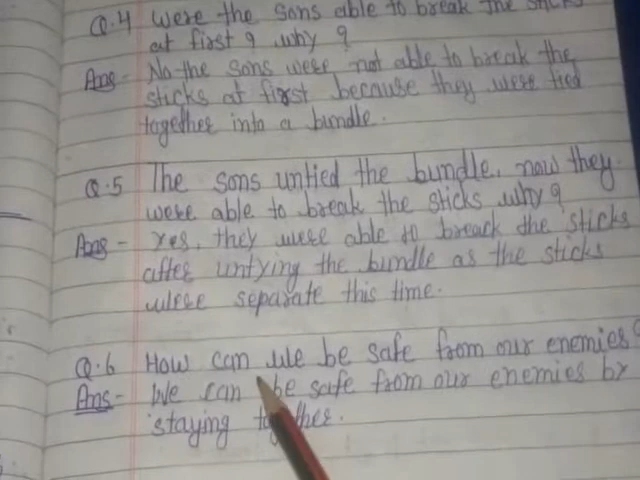 Q.4 Were the sons able to break the sticks
at first ? why ?
Ans - No the sons were not able to break the
sticks at first because they were tied
together into a bundle.
Q.5 The sons untied the bundle, now they
were able to break the sticks why ?
Ans - Yes, they were able to breack the sticks
after untying the bundle as the sticks
were separate this time.
Q.6 How can we be safe from our enemies ?
Ans - We can be safe from our enemies by
staying together.